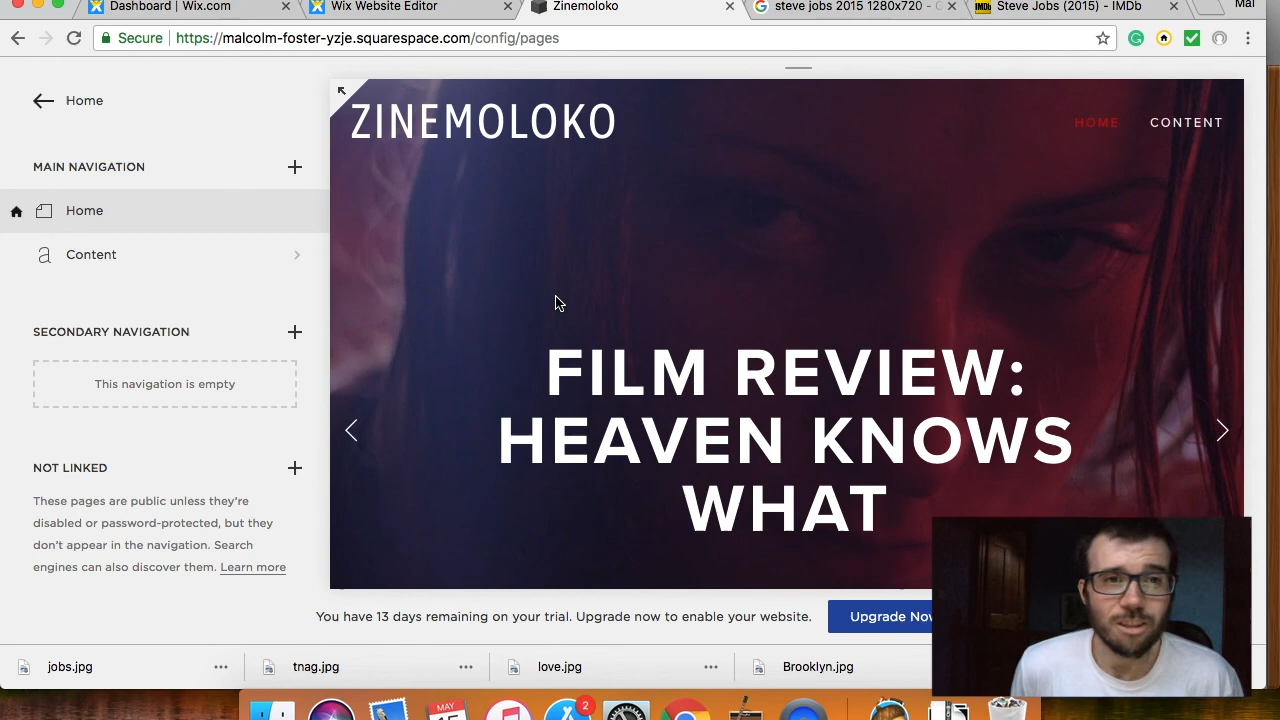 Dashboard | Wix.com
Wix Website Editor
Zinemoloko
steve jobs 2015 1280x720 -
Steve Jobs (2015) - IMDb
Mal
Secure
https://malcolm-foster-yzje.squarespace.com/config/pages
Home
MAIN NAVIGATION
Home
Content
SECONDARY NAVIGATION
This navigation is empty
NOT LINKED
These pages are public unless they're
disabled or password-protected, but they
don't appear in the navigation. Search
engines can also discover them. Learn more
ZINEMOLOKO
HOME
CONTENT
FILM REVIEW:
HEAVEN KNOWS
WHAT
You have 13 days remaining on your trial. Upgrade now to enable your website.
Upgrade Now
jobs.jpg
tnag.jpg
love.jpg
Brooklyn.jpg
MAY
2